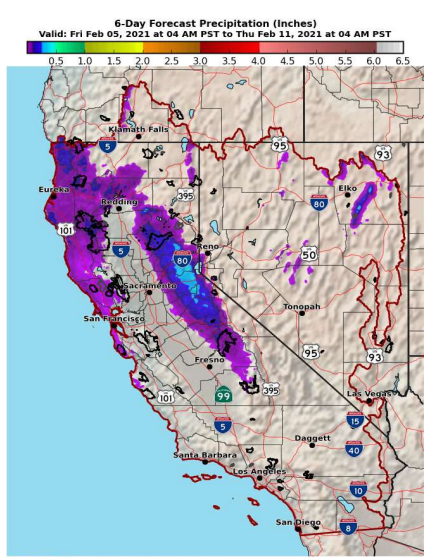 6-Day Forecast Precipitation (Inches)
Valid: Fri Feb 05, 2021 at 04 AM PST to Thu Feb 11, 2021 at 04 AM PST
0.5 1.0 1.5 2.0 2.5 3.0 3.5 4.0 4.5 5.0 5.5 6.0 6.5
Klamath Falls
5
95
93
Eureka
Redding
395
Elko
80
101
5
Reno
50
80
Sacramento
Tonopah
San Francisco
95
93
Fresno
101
99
395
Las Vegas
5
15
Daggett
40
Santa Barbara
Los Angeles
10
San Diego
8